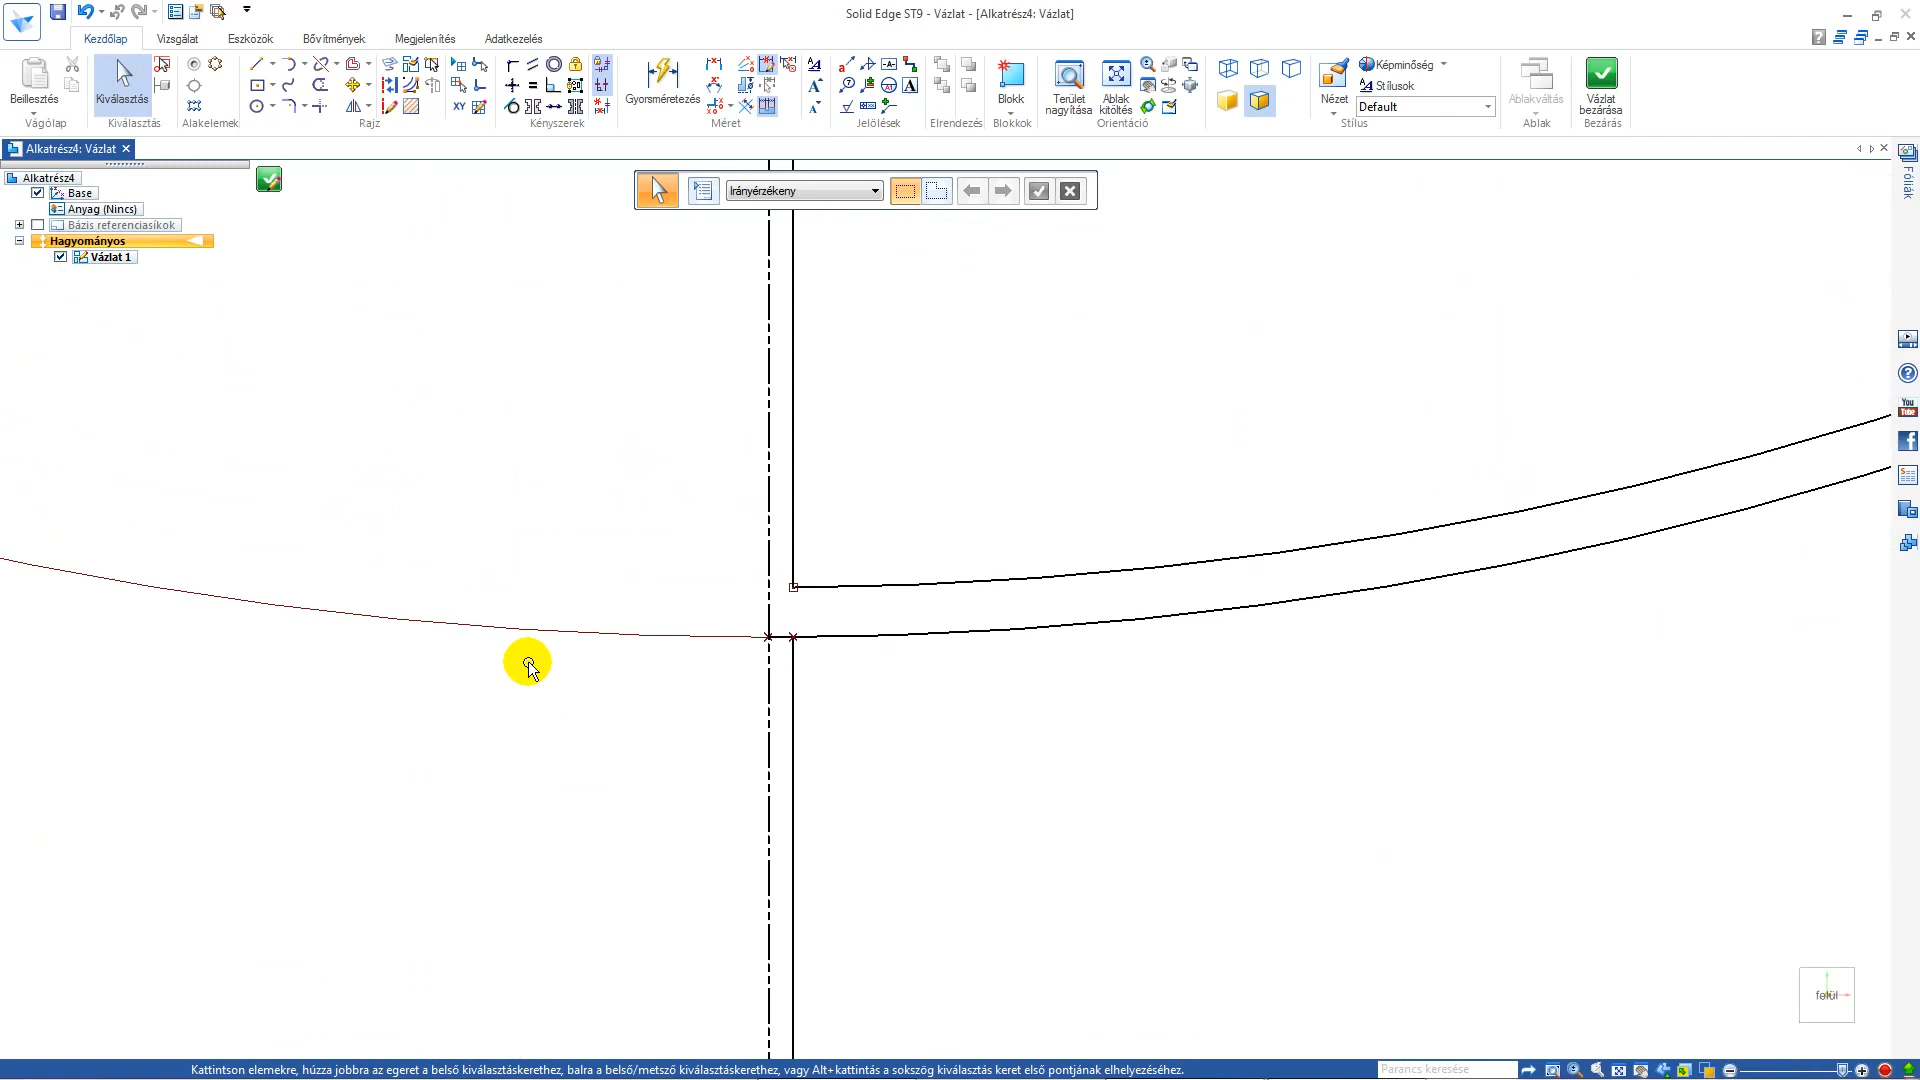 Solid Edge ST9 - Vázlat - [Alkatrész4: Vázlat]
Kezdőlap Vizsgálat Eszközök Bővítmények Megjelenítés Adatkezelés
Beillesztés
Vágólap
Kiválasztás
Kiválasztás
Alakelemek
Rajz
XY
Kényszerek
Gyorsméretezés
Méret
Jelölések
Elrendezés
Blokk
Blokkok
Terület nagyítása
Ablak kitöltés
Orientáció
Nézet
Képminőség
Stílusok
Default
Stílus
Ablakváltás
Ablak
Vázlat bezárása
Bezárás
Alkatrész4: Vázlat
Alkatrész4
Base
Anyag (Nincs)
Bázis referenciasíkok
Hagyományos
Vázlat 1
Irányérzékeny
Fóliák
You
Tube
felül
Kattintson elemekre, húzza jobbra az egeret a belső kiválasztáskerethez, balra a belső/metsző kiválasztáskerethez, vagy Alt+kattintás a sokszög kiválasztás keret első pontjának elhelyezéséhez.
Parancs keresése